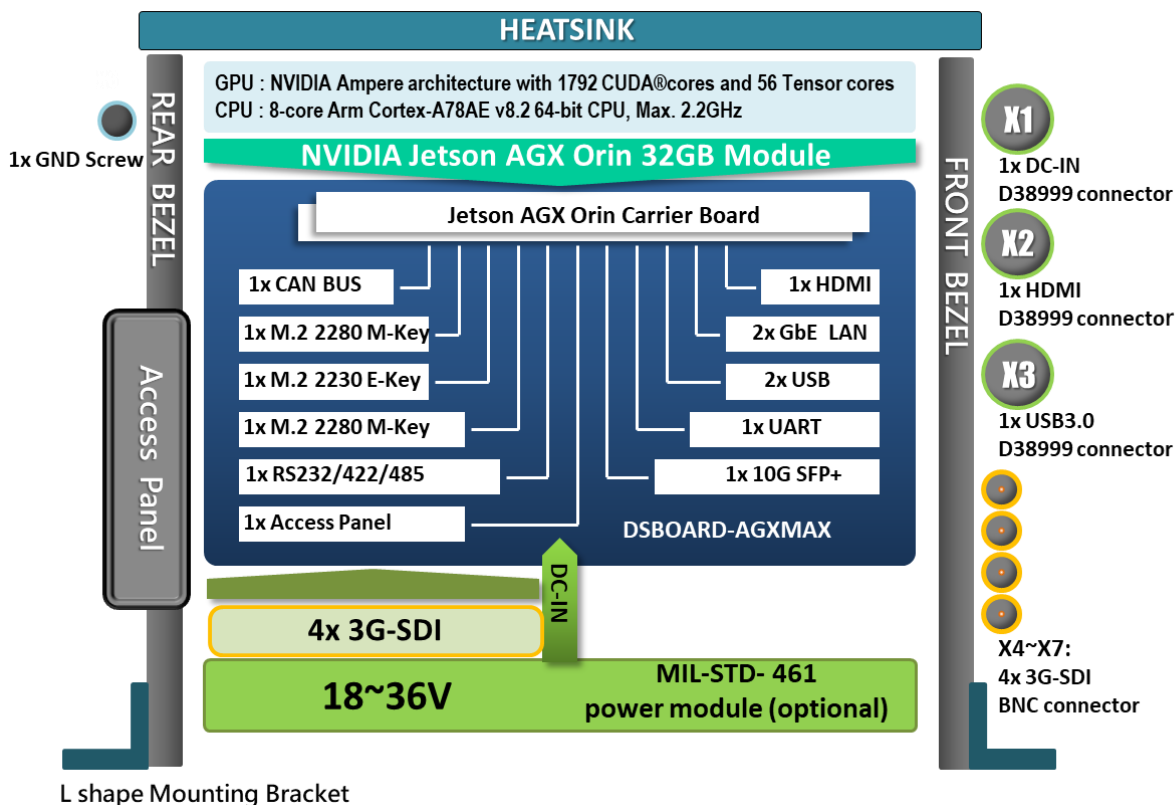 HEATSINK
GPU : NVIDIA Ampere architecture with 1792 CUDA®cores and 56 Tensor cores
CPU : 8-core Arm Cortex-A78AE v8.2 64-bit CPU, Max. 2.2GHz
NVIDIA Jetson AGX Orin 32GB Module
REAR BEZEL
1x GND Screw
Access Panel
Jetson AGX Orin Carrier Board
1x CAN BUS
1x M.2 2280 M-Key
1x M.2 2230 E-Key
1x M.2 2280 M-Key
1x RS232/422/485
1x Access Panel
1x HDMI
2x GbE LAN
2x USB
1x UART
1x 10G SFP+
DSBOARD-AGXMAX
DC-IN
4x 3G-SDI
18~36V
MIL-STD- 461
power module (optional)
FRONT BEZEL
X1
1x DC-IN
D38999 connector
X2
1x HDMI
D38999 connector
X3
1x USB3.0
D38999 connector
X4~X7:
4x 3G-SDI
BNC connector
L shape Mounting Bracket